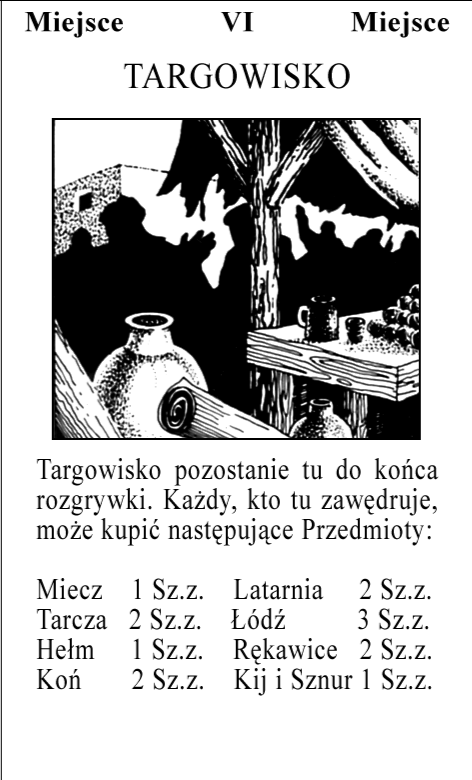 Miejsce VI Miejsce
TARGOWISKO
Targowisko pozostanie tu do końca
rozgrywki. Każdy, kto tu zawędruje,
może kupić następujące Przedmioty:
Miecz 1 Sz.z. Latarnia 2 Sz.z.
Tarcza 2 Sz.z. Łódź 3 Sz.z.
Hełm 1 Sz.z. Rękawice 2 Sz.z.
Koń 2 Sz.z. Kij i Sznur 1 Sz.z.